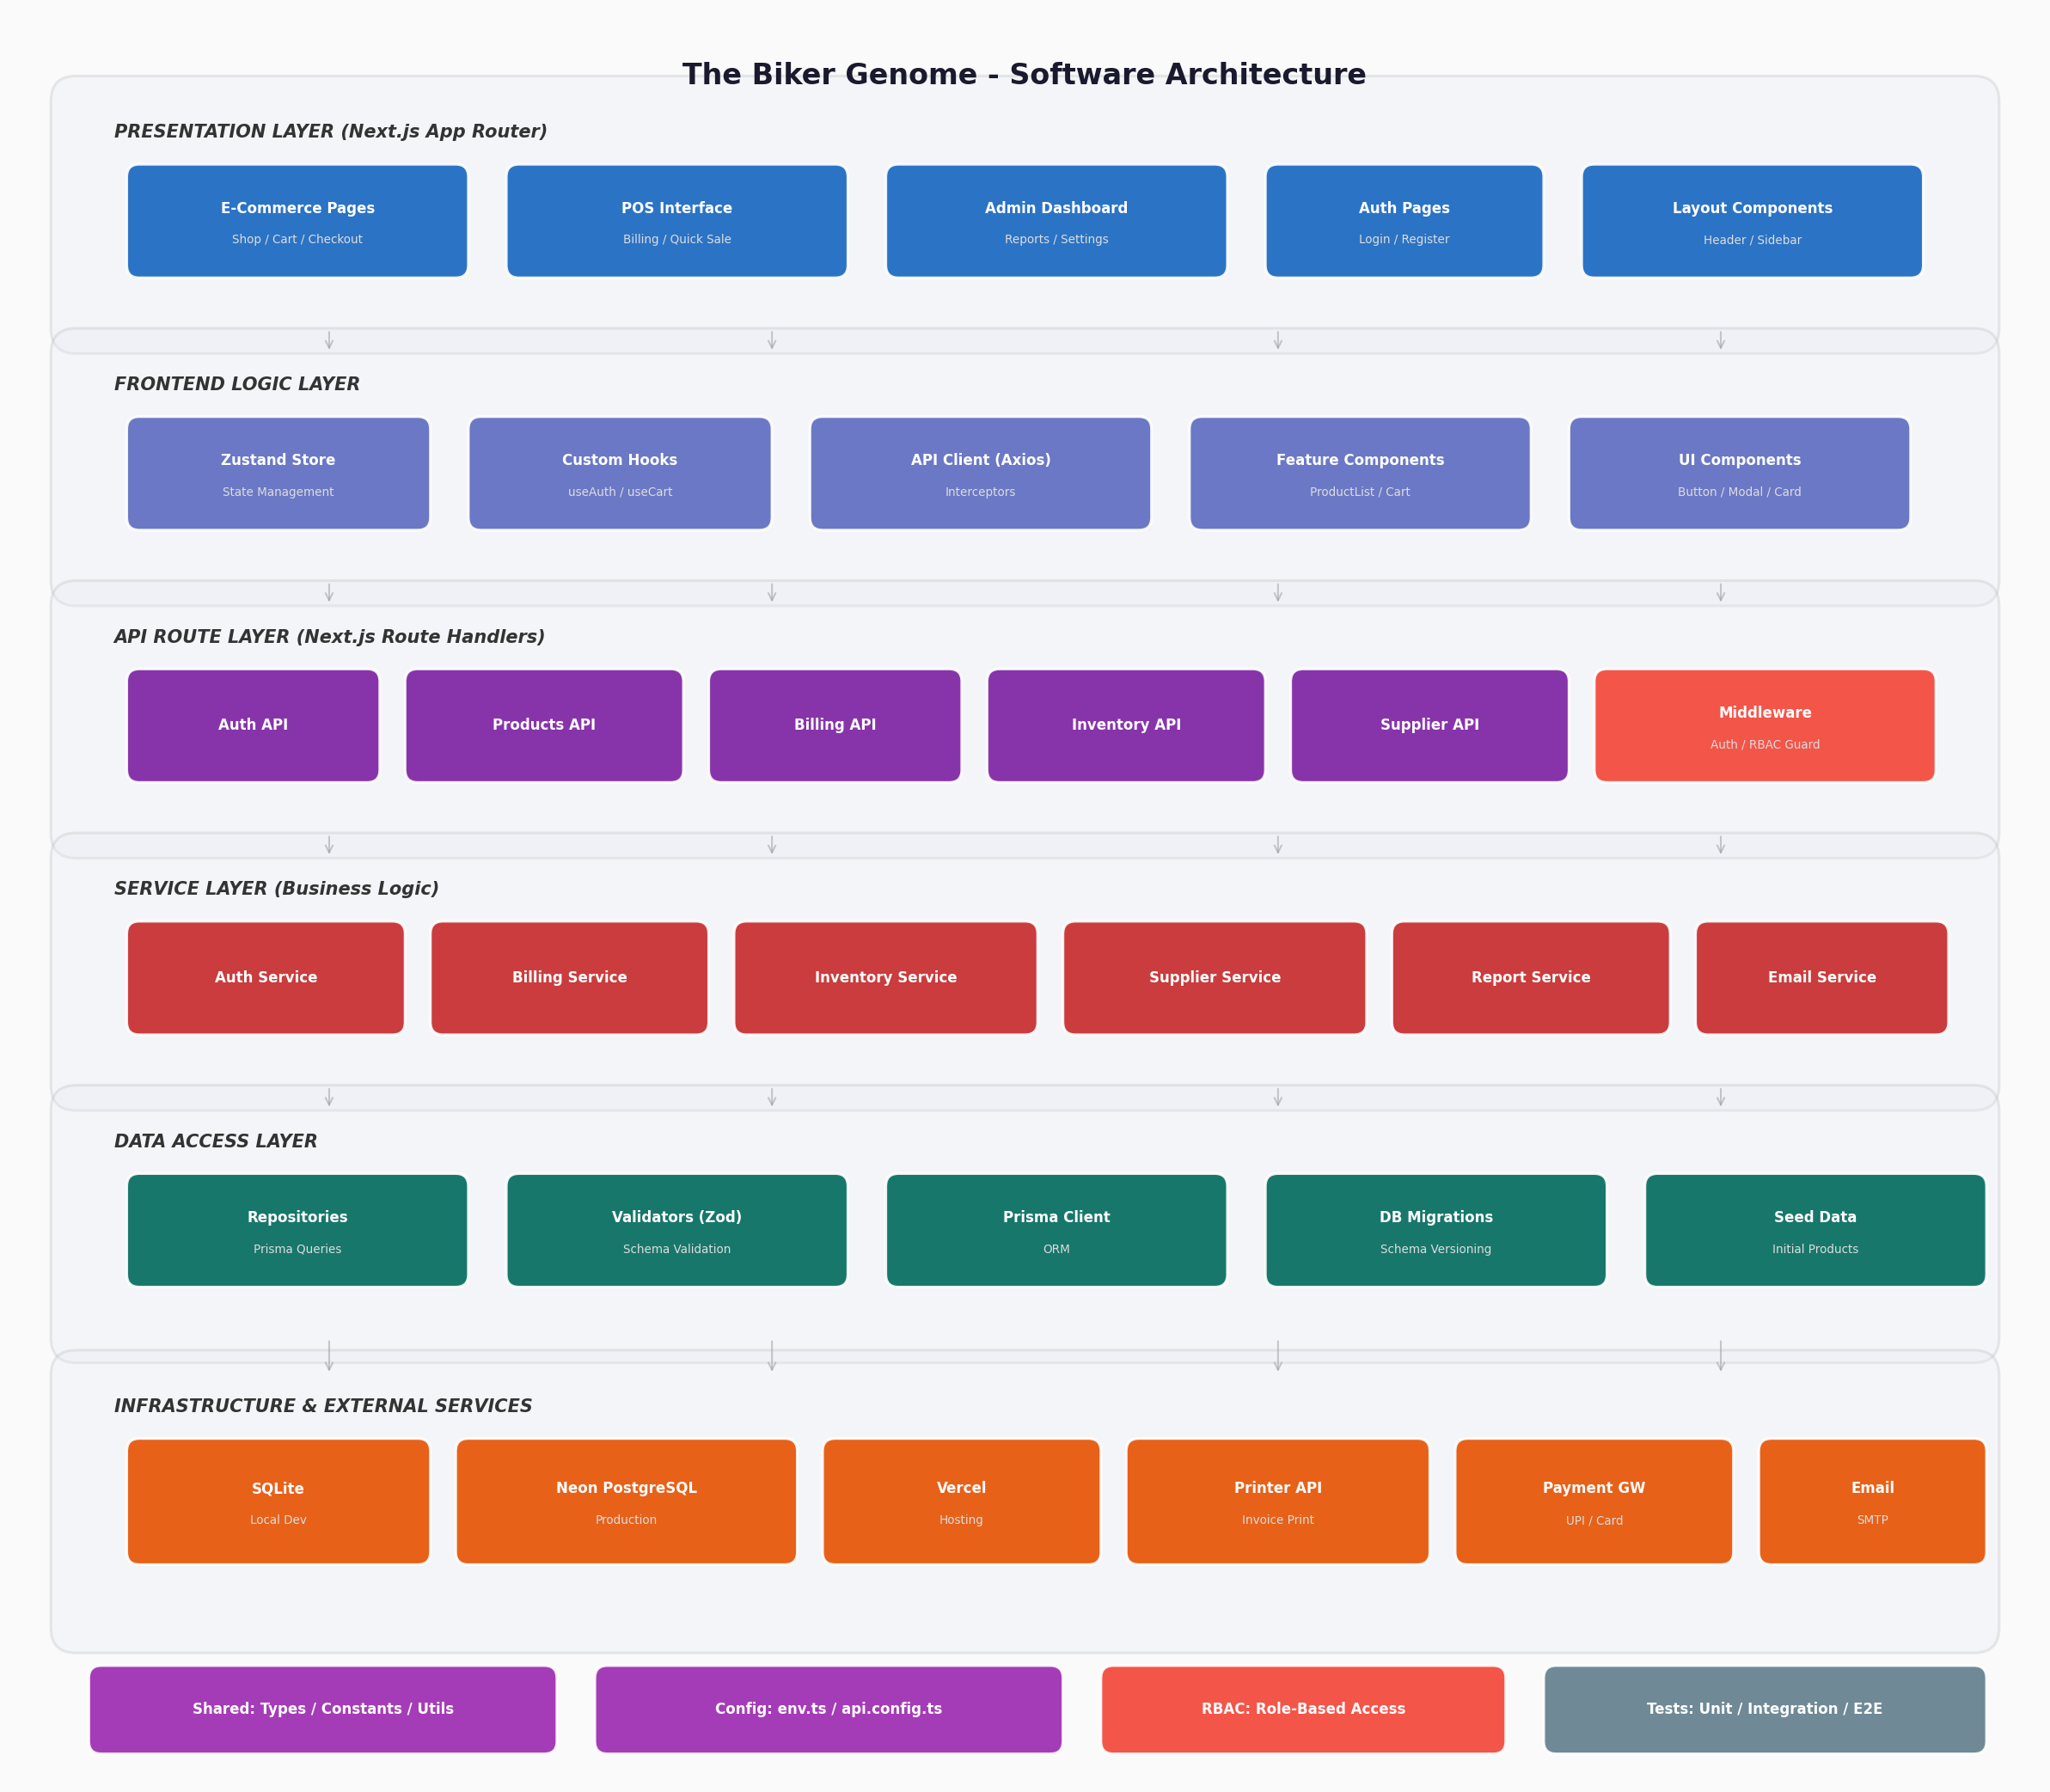 The Biker Genome - Software Architecture
PRESENTATION LAYER (Next.js App Router)
E-Commerce Pages
Shop / Cart / Checkout
POS Interface
Billing / Quick Sale
Admin Dashboard
Reports / Settings
Auth Pages
Login / Register
Layout Components
Header / Sidebar
FRONTEND LOGIC LAYER
Zustand Store
State Management
Custom Hooks
useAuth / useCart
API Client (Axios)
Interceptors
Feature Components
ProductList / Cart
UI Components
Button / Modal / Card
API ROUTE LAYER (Next.js Route Handlers)
Auth API
Products API
Billing API
Inventory API
Supplier API
Middleware
Auth / RBAC Guard
SERVICE LAYER (Business Logic)
Auth Service
Billing Service
Inventory Service
Supplier Service
Report Service
Email Service
DATA ACCESS LAYER
Repositories
Prisma Queries
Validators (Zod)
Schema Validation
Prisma Client
ORM
DB Migrations
Schema Versioning
Seed Data
Initial Products
INFRASTRUCTURE & EXTERNAL SERVICES
SQLite
Local Dev
Neon PostgreSQL
Production
Vercel
Hosting
Printer API
Invoice Print
Payment GW
UPI / Card
Email
SMTP
Shared: Types / Constants / Utils
Config: env.ts / api.config.ts
RBAC: Role-Based Access
Tests: Unit / Integration / E2E